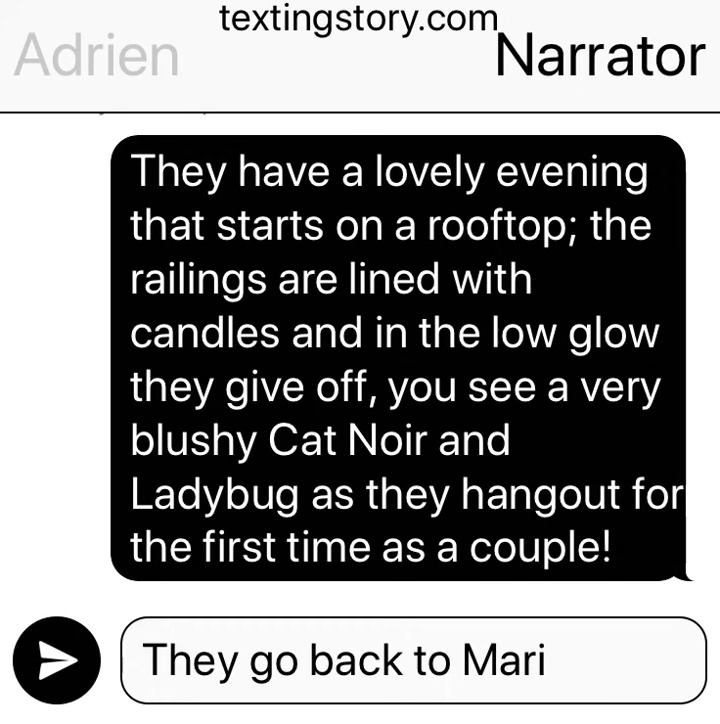 textingstory.com
Adrien
Narrator
They have a lovely evening
that starts on a rooftop; the
railings are lined with
candles and in the low glow
they give off, you see a very
blushy Cat Noir and
Ladybug as they hangout for
the first time as a couple!
They go back to Mari